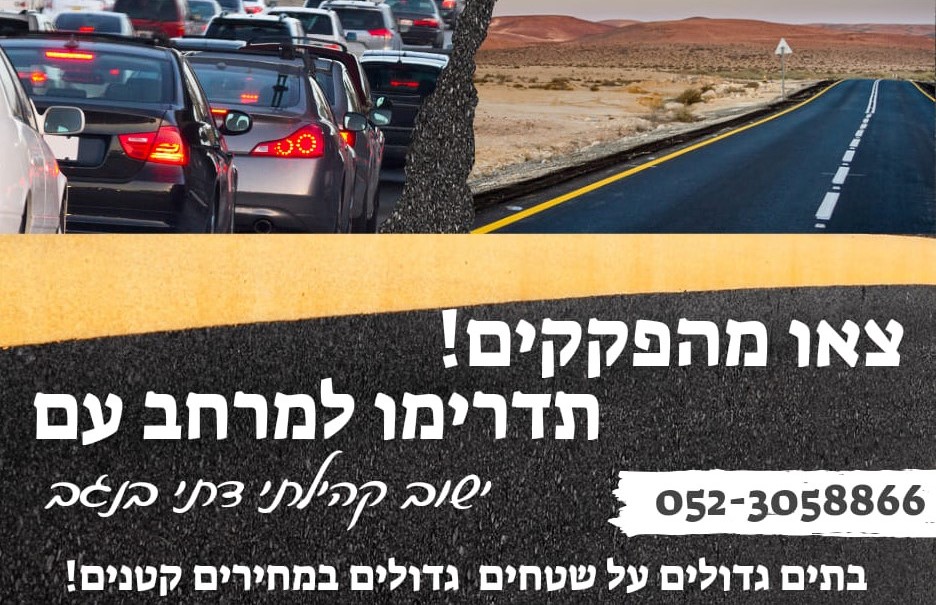 צאו מהפקקים!
תדרימו למרחב עם
ישוב קהילתי דתי בנגב
052-3058866
בתים גדולים על שטחים גדולים במחירים קטנים!